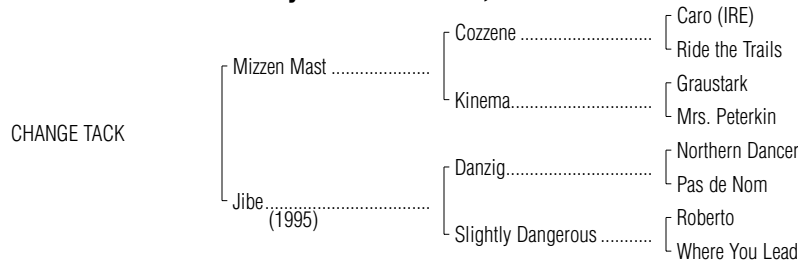 Caro (IRE)
Cozzene ............................
Ride the Trails
Mizzen Mast .....................
Graustark
Kinema..............................
Mrs. Peterkin
CHANGE TACK
Northern Dancer
Danzig...............................
Pas de Nom
Jibe...................................
(1995)
Roberto
Slightly Dangerous ...........
Where You Lead